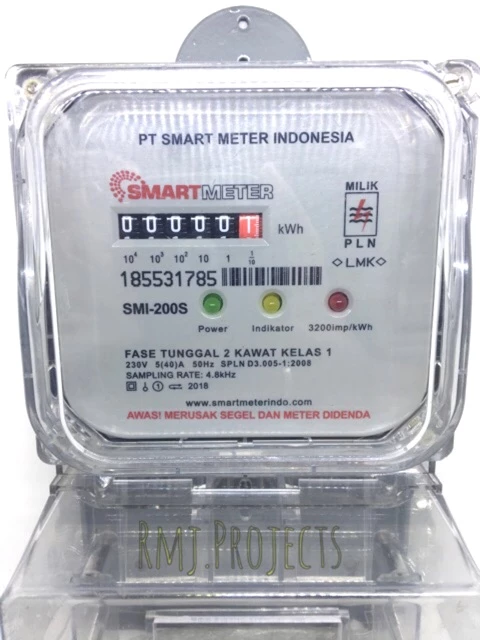 PT SMART METER INDONESIA
SMARTMETER
MILIK
PLN
000001 kWh
10⁴ 10³ 10² 10 1 1/10
◇LMK◇
185531785
SMI-200S
Power Indikator 3200imp/kWh
FASE TUNGGAL 2 KAWAT KELAS 1
230V 5(40)A 50Hz SPLN D3.005-1:2008
SAMPLING RATE: 4.8kHz
1 2018
www.smartmeterindo.com
AWAS! MERUSAK SEGEL DAN METER DIDENDA
RMJ.PROJECTS